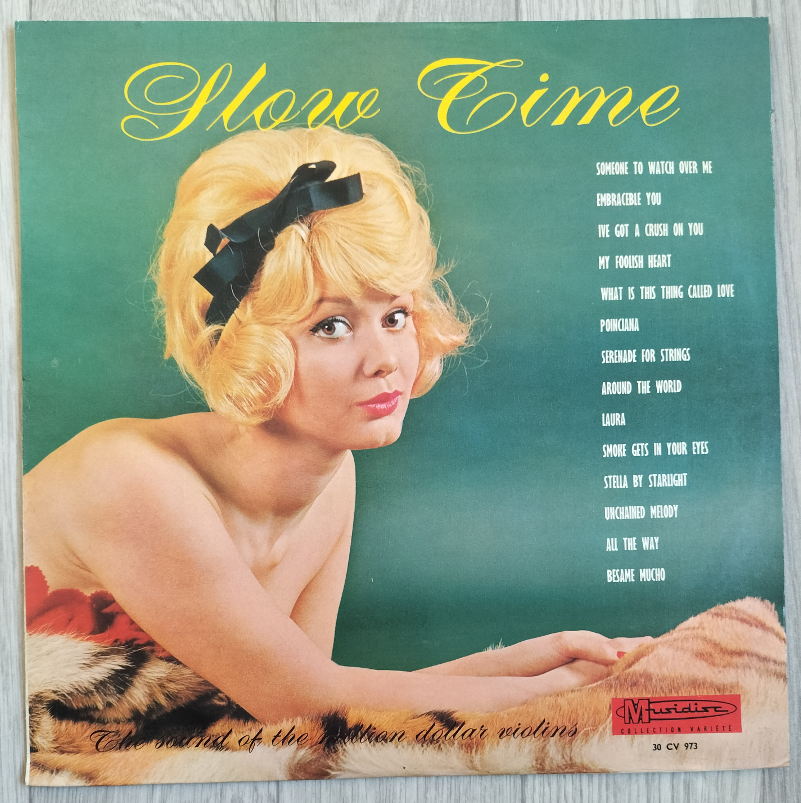 Slow Time
SOMEONE TO WATCH OVER ME
EMBRACEBLE YOU
IVE GOT A CRUSH ON YOU
MY FOOLISH HEART
WHAT IS THIS THING CALLED LOVE
POINCIANA
SERENADE FOR STRINGS
AROUND THE WORLD
LAURA
SMOKE GETS IN YOUR EYES
STELLA BY STARLIGHT
UNCHAINED MELODY
ALL THE WAY
BESAME MUCHO
The sound of the million dollar violins
Musidisc
COLLECTION VARIÉTÉ
30 CV 973